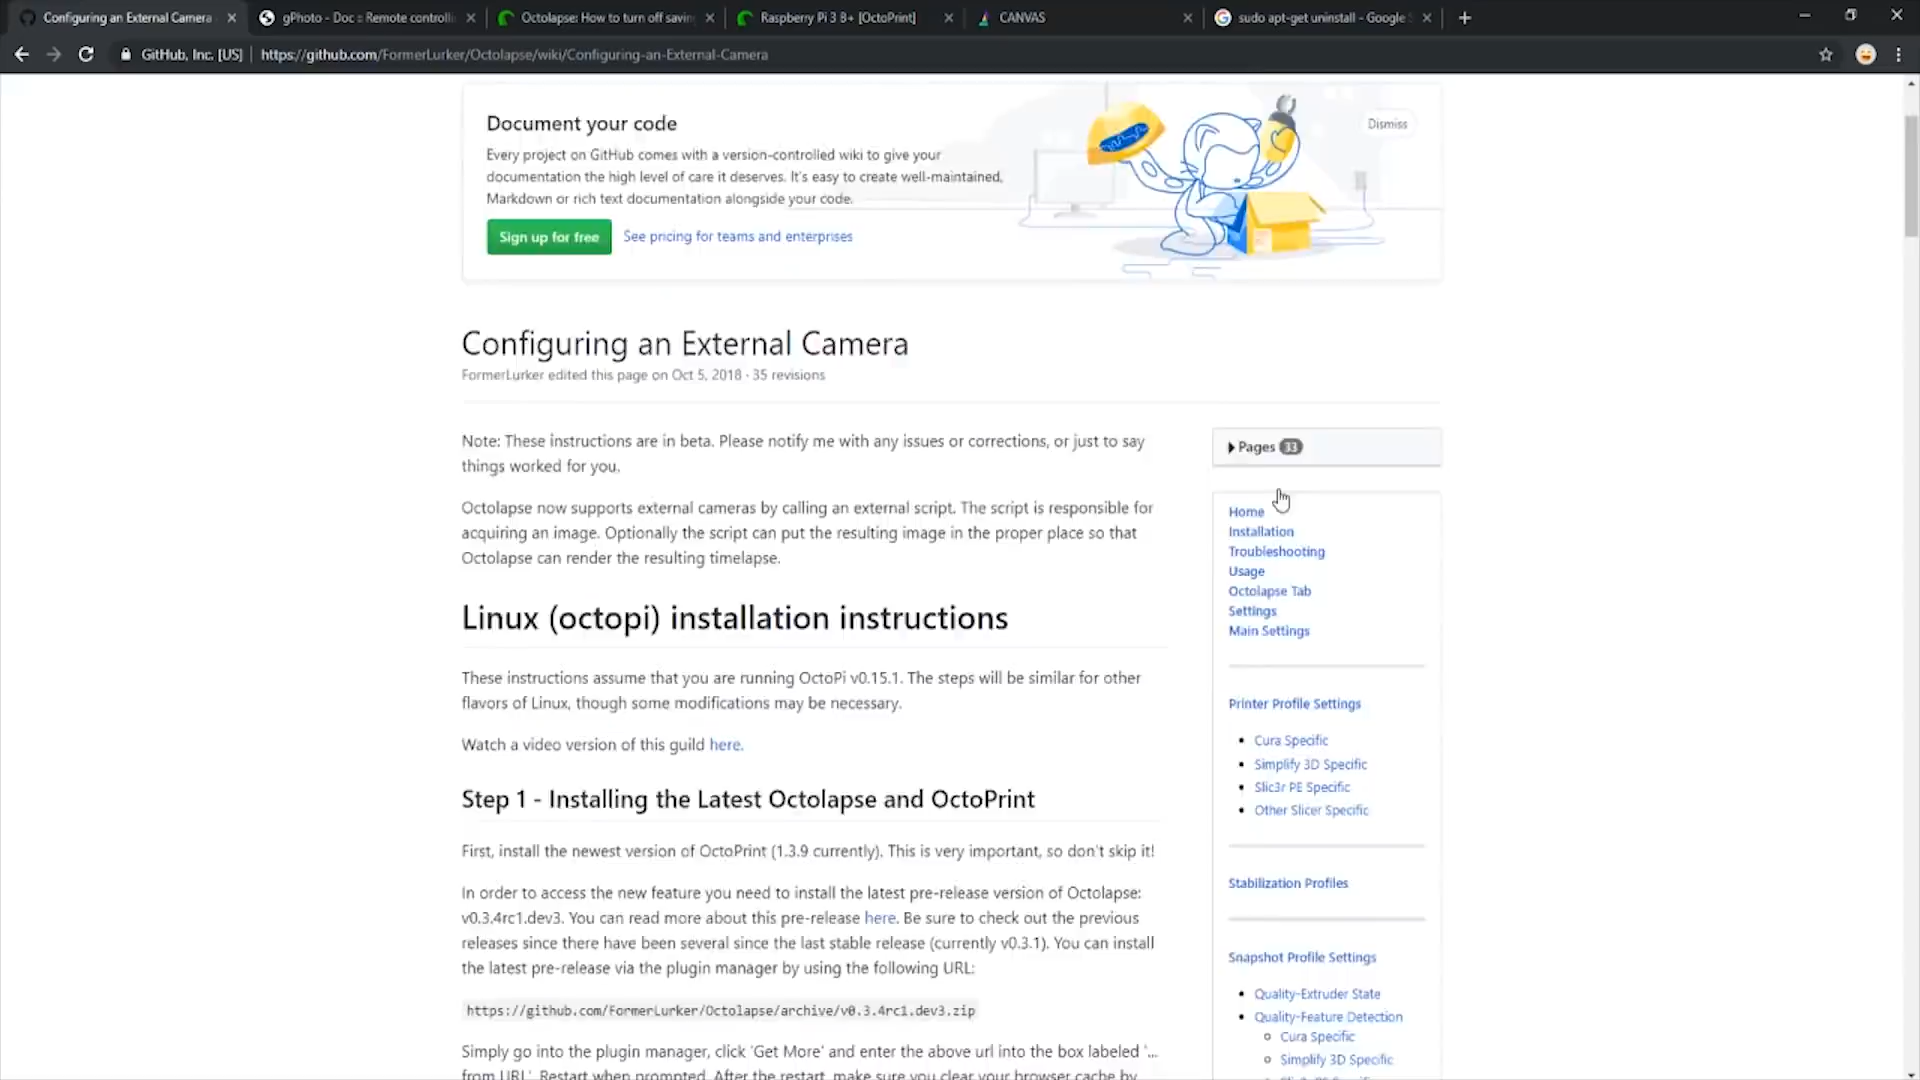 Configuring an External Camera
gPhoto - Doc :: Remote controlli
Octolapse: How to turn off savin
Raspberry Pi 3 B+ [OctoPrint]
CANVAS
sudo apt-get uninstall - Google S
GitHub, Inc. [US]
https://github.com/FormerLurker/Octolapse/wiki/Configuring-an-External-Camera
Document your code
Dismiss
Every project on GitHub comes with a version-controlled wiki to give your
documentation the high level of care it deserves. It's easy to create well-maintained,
Markdown or rich text documentation alongside your code.
Sign up for free
See pricing for teams and enterprises
Configuring an External Camera
FormerLurker edited this page on Oct 5, 2018 · 35 revisions
Note: These instructions are in beta. Please notify me with any issues or corrections, or just to say
things worked for you.
Octolapse now supports external cameras by calling an external script. The script is responsible for
acquiring an image. Optionally the script can put the resulting image in the proper place so that
Octolapse can render the resulting timelapse.
Linux (octopi) installation instructions
These instructions assume that you are running OctoPi v0.15.1. The steps will be similar for other
flavors of Linux, though some modifications may be necessary.
Watch a video version of this guild here.
Step 1 - Installing the Latest Octolapse and OctoPrint
First, install the newest version of OctoPrint (1.3.9 currently). This is very important, so don't skip it!
In order to access the new feature you need to install the latest pre-release version of Octolapse:
v0.3.4rc1.dev3. You can read more about this pre-release here. Be sure to check out the previous
releases since there have been several since the last stable release (currently v0.3.1). You can install
the latest pre-release via the plugin manager by using the following URL:
https://github.com/FormerLurker/Octolapse/archive/v0.3.4rc1.dev3.zip
Simply go into the plugin manager, click 'Get More' and enter the above url into the box labeled '...
from URL'. Restart when prompted. After the restart, make sure you clear your browser cache by
Pages 33
Home
Installation
Troubleshooting
Usage
Octolapse Tab
Settings
Main Settings
Printer Profile Settings
• Cura Specific
• Simplify 3D Specific
• Slic3r PE Specific
• Other Slicer Specific
Stabilization Profiles
Snapshot Profile Settings
• Quality-Extruder State
• Quality-Feature Detection
Cura Specific
Simplify 3D Specific